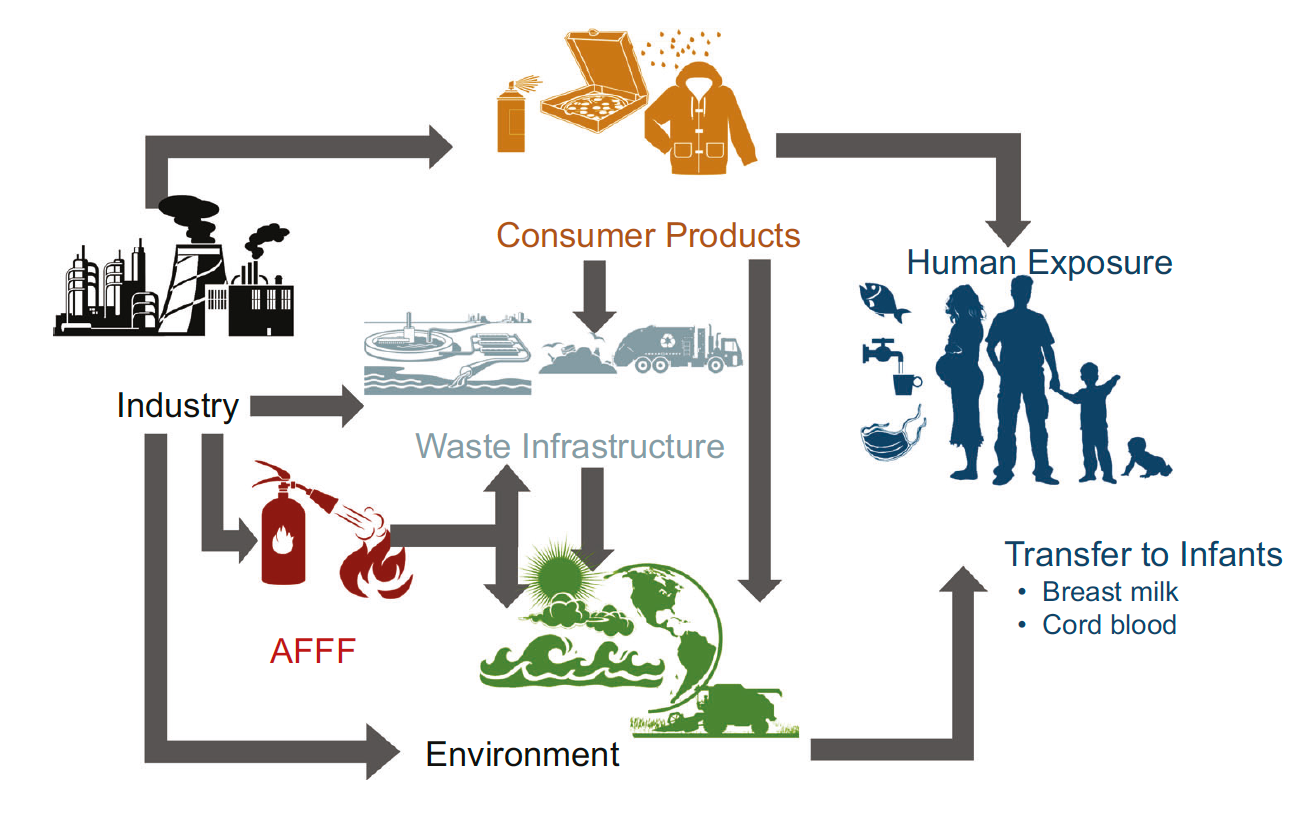 Consumer Products
Human Exposure
Industry
Waste Infrastructure
Transfer to Infants
• Breast milk
• Cord blood
AFFF
Environment